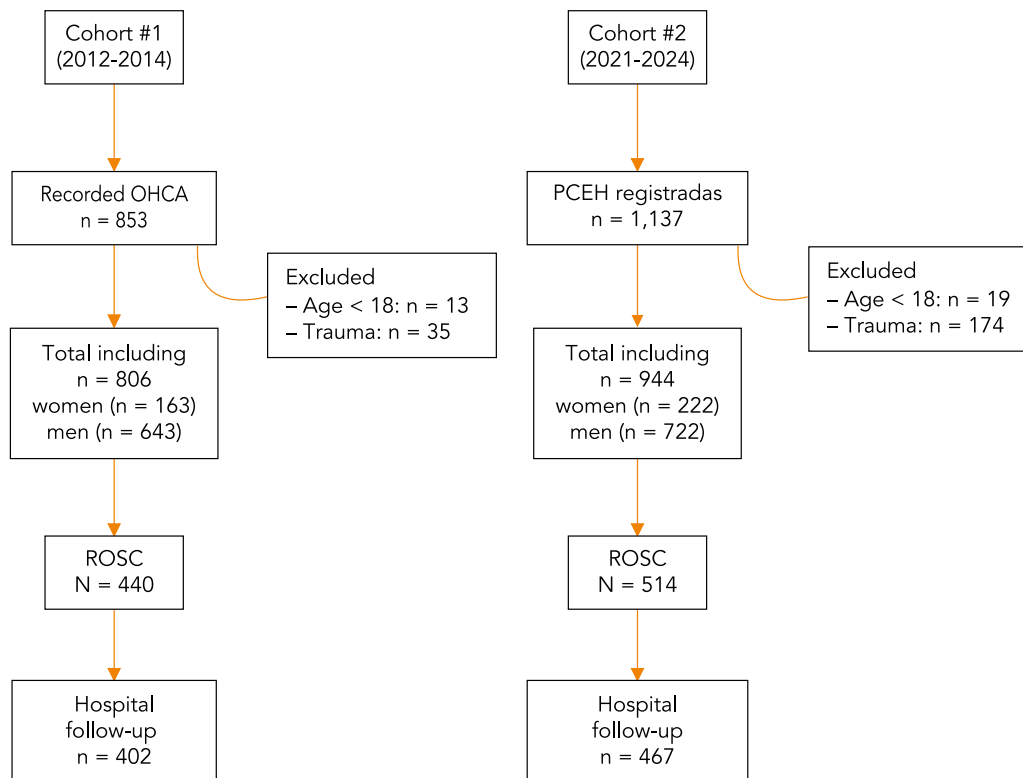 Cohort #1
(2012-2014)
Recorded OHCA
n = 853
Excluded
– Age < 18: n = 13
– Trauma: n = 35
Total including
n = 806
women (n = 163)
men (n = 643)
ROSC
N = 440
Hospital
follow-up
n = 402
Cohort #2
(2021-2024)
PCEH registradas
n = 1,137
Excluded
– Age < 18: n = 19
– Trauma: n = 174
Total including
n = 944
women (n = 222)
men (n = 722)
ROSC
N = 514
Hospital
follow-up
n = 467